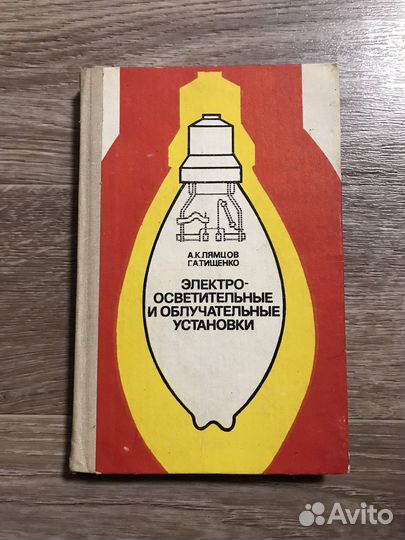 А.К.ЛЯМЦОВ
Г.А.ТИЩЕНКО
ЭЛЕКТРО-
ОСВЕТИТЕЛЬНЫЕ
И ОБЛУЧАТЕЛЬНЫЕ
УСТАНОВКИ
Avito